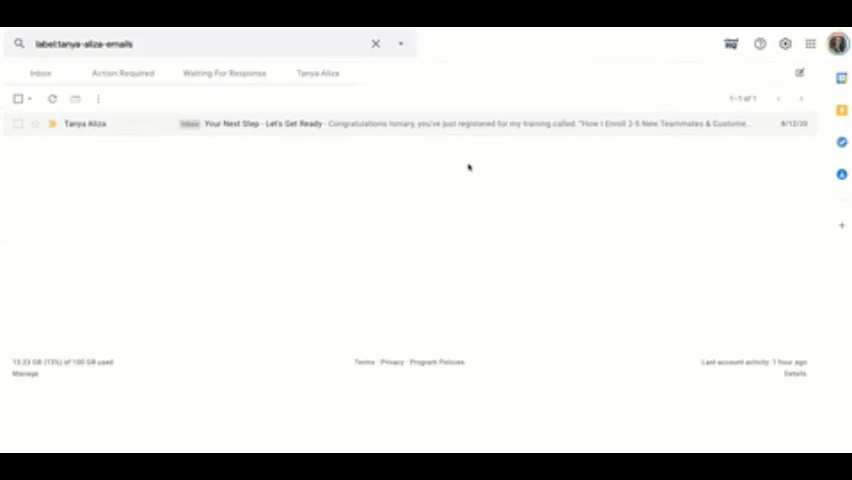 label:tanya-aliza-emails
Inbox Action Required Waiting For Response Tanya Aliza
1-1 of 1
Tanya Aliza Inbox Your Next Step - Let's Get Ready - Congratulations Ismary, you've just registered for my training called "How I Enroll 2-5 New Teammates & Custome... 8/12/20
13.23 GB (13%) of 100 GB used Terms · Privacy · Program Policies Last account activity: 1 hour ago
Manage Details